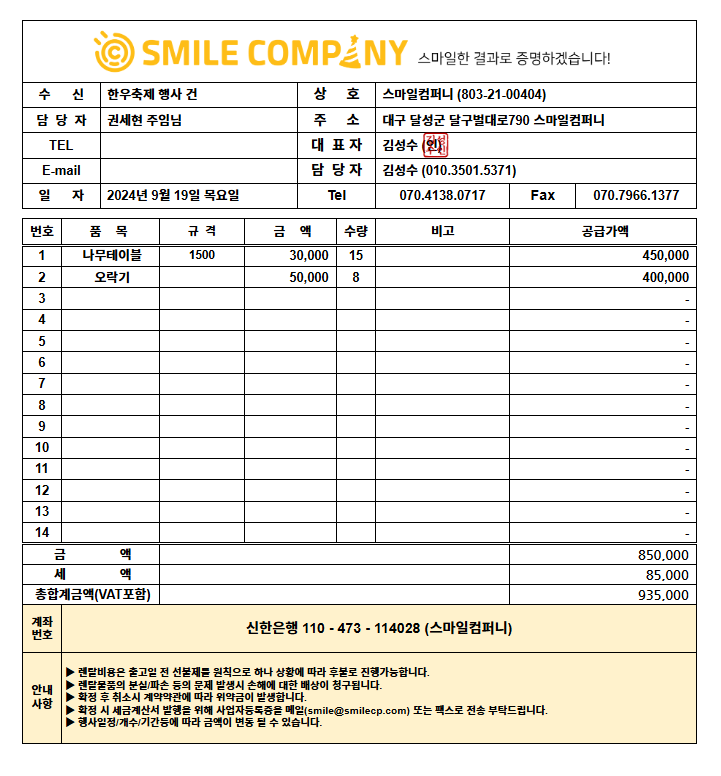 SMILE COMPANY 스마일한 결과로 증명하겠습니다!
수 신 한우축제 행사 건 상 호 스마일컴퍼니 (803-21-00404)
담 당 자 권세현 주임님 주 소 대구 달성군 달구벌대로790 스마일컴퍼니
TEL 대 표 자 김성수 (인)
E-mail 담 당 자 김성수 (010.3501.5371)
일 자 2024년 9월 19일 목요일 Tel 070.4138.0717 Fax 070.7966.1377
번호 품 목 규 격 금 액 수량 비고 공급가액
1 나무테이블 1500 30,000 15 450,000
2 오락기 50,000 8 400,000
3 -
4 -
5 -
6 -
7 -
8 -
9 -
10 -
11 -
12 -
13 -
14 -
금 액 850,000
세 액 85,000
총합계금액(VAT포함) 935,000
계좌
번호
신한은행 110 - 473 - 114028 (스마일컴퍼니)
안내
사항
▶ 렌탈비용은 출고일 전 선불제를 원칙으로 하나 상황에 따라 후불로 진행가능합니다.
▶ 렌탈물품의 분실/파손 등의 문제 발생시 손해에 대한 배상이 청구됩니다.
▶ 확정 후 취소시 계약약관에 따라 위약금이 발생합니다.
▶ 확정 시 세금계산서 발행을 위해 사업자등록증을 메일(smile@smilecp.com) 또는 팩스로 전송 부탁드립니다.
▶ 행사일정/개수/기간등에 따라 금액이 변동 될 수 있습니다.